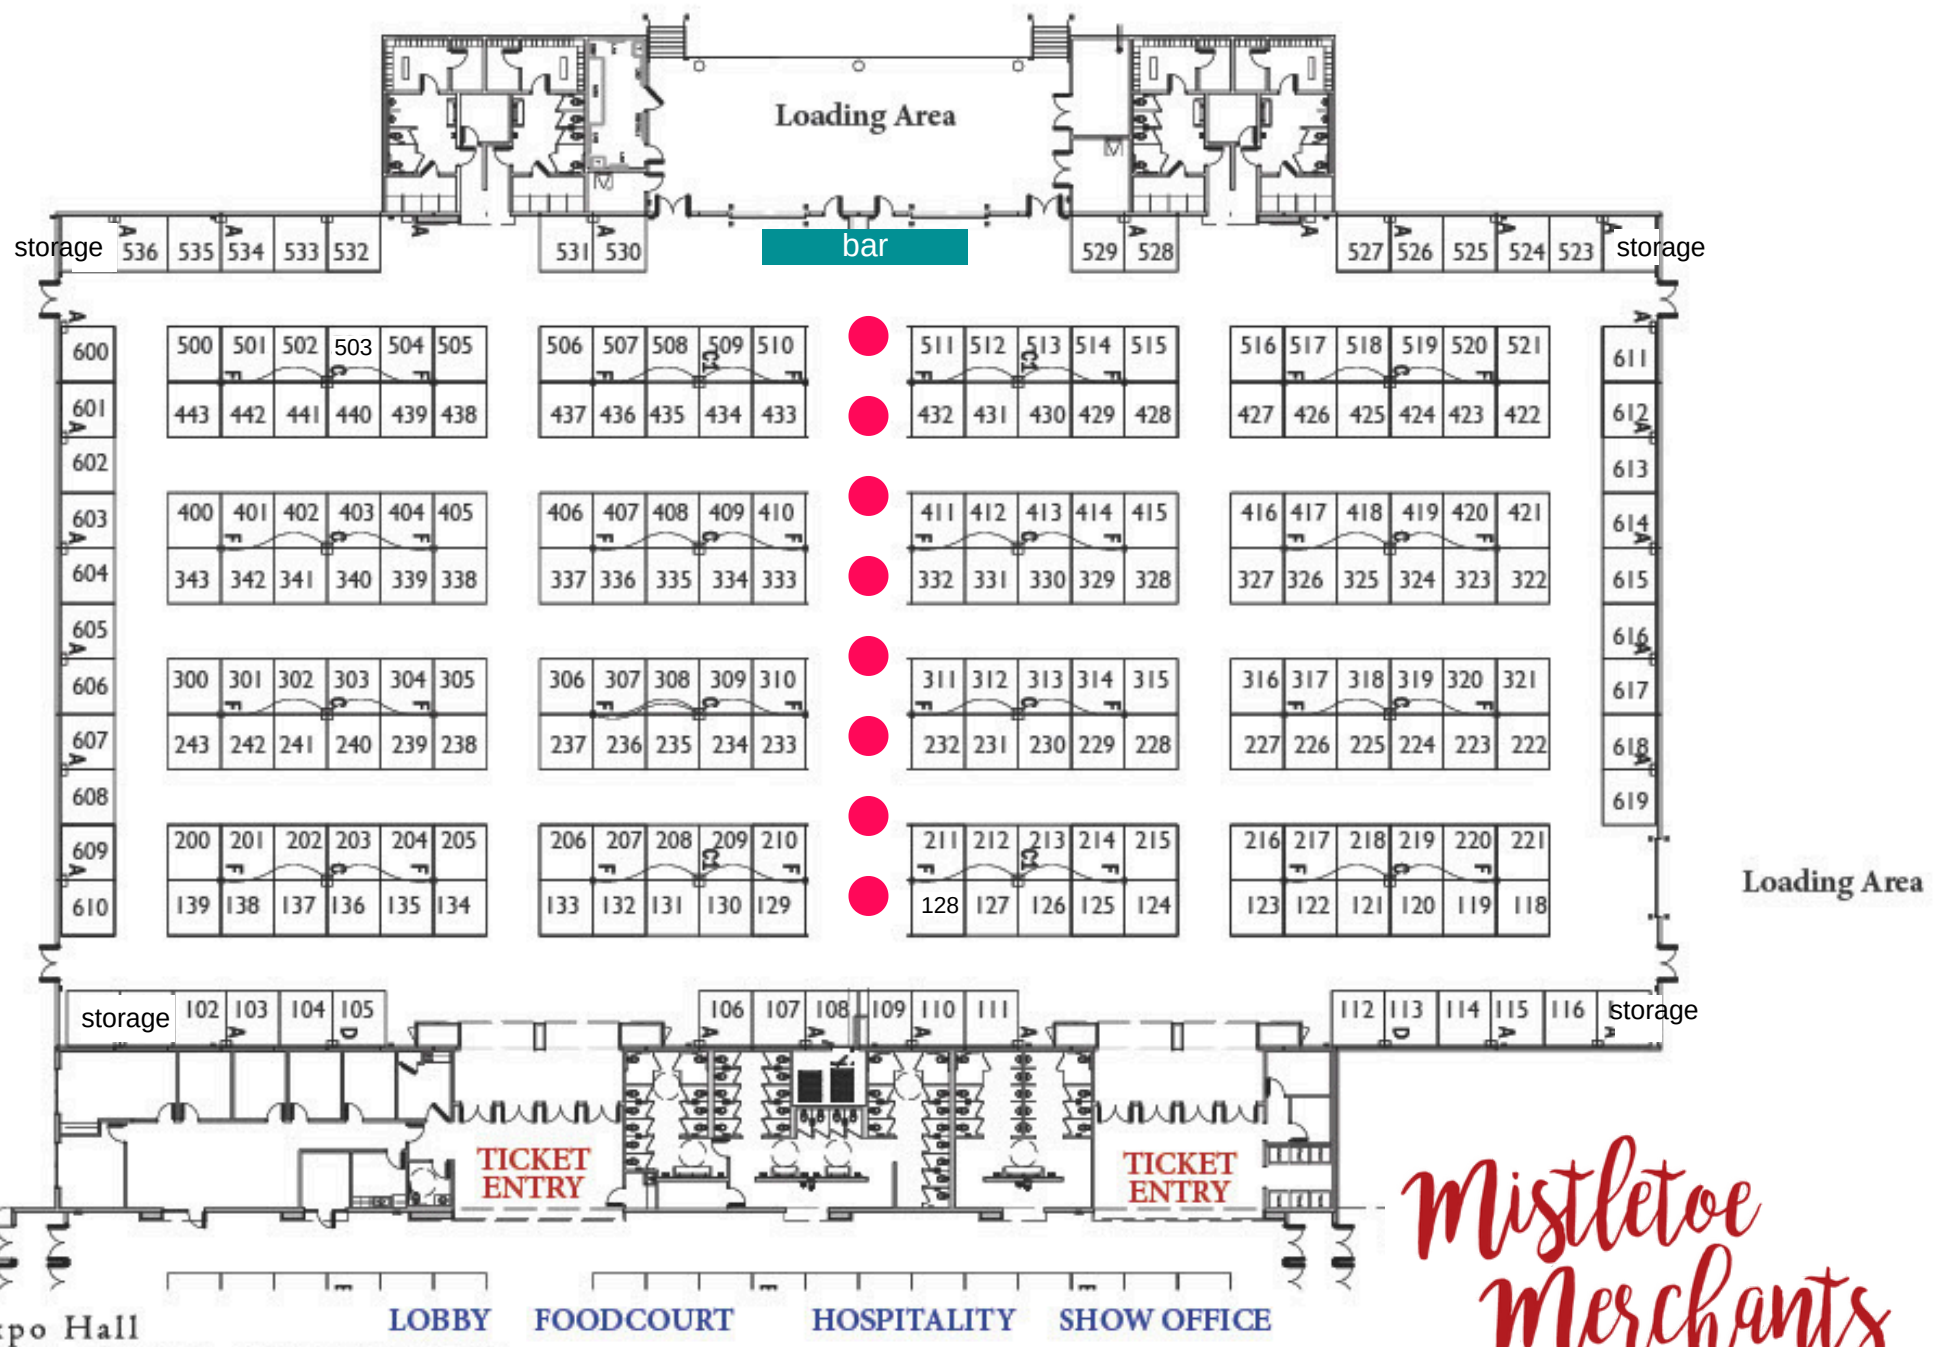 Loading Area
storage 536 535 534 533 532 531 530 bar 529 528 527 526 525 524 523 storage
A A A A A A A A
600 500 501 502 503 504 505 506 507 508 509 510 511 512 513 514 515 516 517 518 519 520 521 611
F C F F C1 F F C1 F F C F
601 443 442 441 440 439 438 437 436 435 434 433 432 431 430 429 428 427 426 425 424 423 422 612
602 613
603 400 401 402 403 404 405 406 407 408 409 410 411 412 413 414 415 416 417 418 419 420 421 614
F C F F C F F C F F C F
604 343 342 341 340 339 338 337 336 335 334 333 332 331 330 329 328 327 326 325 324 323 322 615
605 616
606 300 301 302 303 304 305 306 307 308 309 310 311 312 313 314 315 316 317 318 319 320 321 617
F C F F C F F C F F C F
607 243 242 241 240 239 238 237 236 235 234 233 232 231 230 229 228 227 226 225 224 223 222 618
608 619
609 200 201 202 203 204 205 206 207 208 209 210 211 212 213 214 215 216 217 218 219 220 221
F C F F C1 F F C1 F F C F
Loading Area
610 139 138 137 136 135 134 133 132 131 130 129 128 127 126 125 124 123 122 121 120 119 118
storage 102 103 104 105 106 107 108 109 110 111 112 113 114 115 116 storage
A D A A A A D A A
TICKET ENTRY
TICKET ENTRY
Mistletoe
Merchants
E E E
LOBBY FOODCOURT HOSPITALITY SHOW OFFICE
xpo Hall